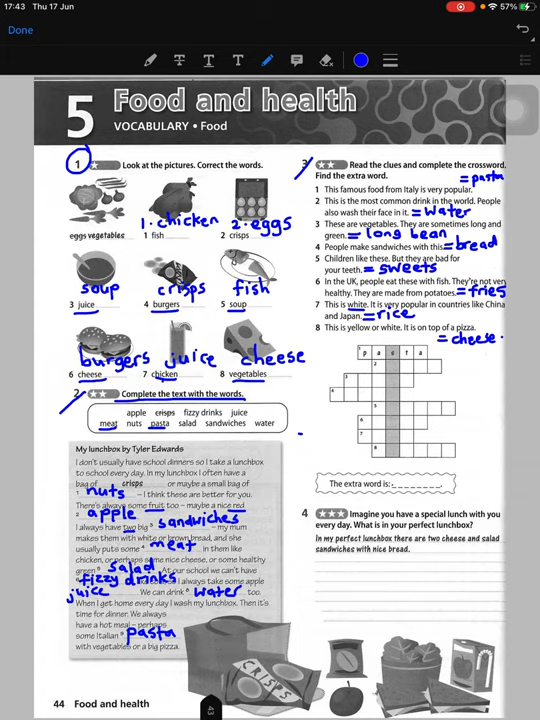 17:43 Thu 17 Jun
57%
Done
5 Food and health
VOCABULARY • Food
1 Look at the pictures. Correct the words.
eggs vegetables
1 fish
1. chicken
2 crisps
2. eggs
3 juice
soup
4 burgers
crisps
5 soup
fish
6 cheese
burgers
7 chicken
juice
8 vegetables
cheese
2 Complete the text with the words.
apple crisps fizzy drinks juice
meat nuts pasta salad sandwiches water
My lunchbox by Tyler Edwards
I don't usually have school dinners so I take a lunchbox
to school every day. In my lunchbox I often have a
bag of crisps or maybe a small bag of
1 nuts – I think these are better for you.
There's always some fruit too – maybe a nice red
2 apple
I always have two big 3 sandwiches – my mum
makes them with white or brown bread, and she
usually puts some 4 meat in them like
chicken, or perhaps some nice cheese, or some healthy
green 5 salad At our school we can't have
fizzy drinks so I always take some apple
juice We can drink water too.
When I get home every day I wash my lunchbox. Then it's
time for dinner. We always
have a hot meal – perhaps
some Italian 9 pasta
with vegetables or a big pizza.
CRISPS
44 Food and health
43
3 Read the clues and complete the crossword.
Find the extra word.
1 This famous food from Italy is very popular.
= pasta
2 This is the most common drink in the world. People
also wash their face in it. = water
3 These are vegetables. They are sometimes long and
green. = long bean
4 People make sandwiches with this. = bread
5 Children like these. But they are bad for
your teeth. = sweets
6 In the UK, people eat these with fish. They're not very
healthy. They are made from potatoes. = fries
7 This is white. It is very popular in countries like China
and Japan. = rice
8 This is yellow or white. It is on top of a pizza.
= cheese.
1 p a s t a
2
3
4
5
6
7
8
The extra word is: _ _ _ _ _ _ _ _.
4 Imagine you have a special lunch with you
every day. What is in your perfect lunchbox?
In my perfect lunchbox there are two cheese and salad
sandwiches with nice bread.